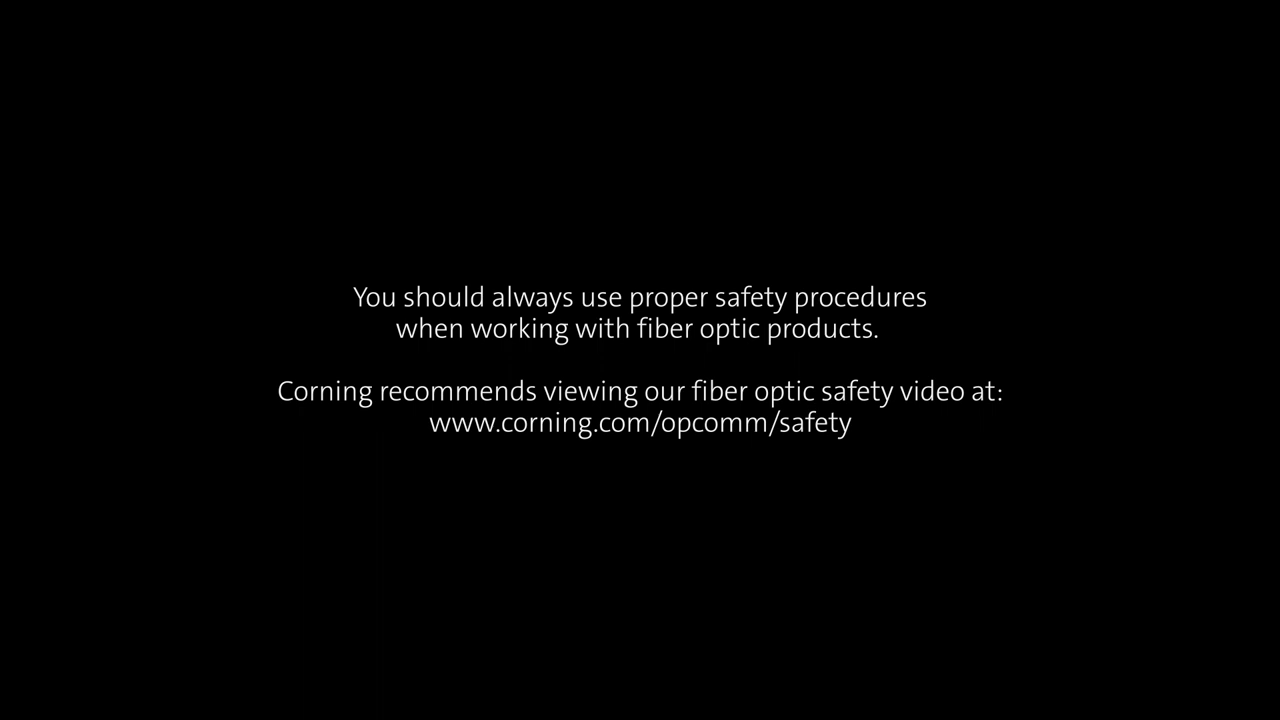 You should always use proper safety procedures
when working with fiber optic products.
Corning recommends viewing our fiber optic safety video at:
www.corning.com/opcomm/safety